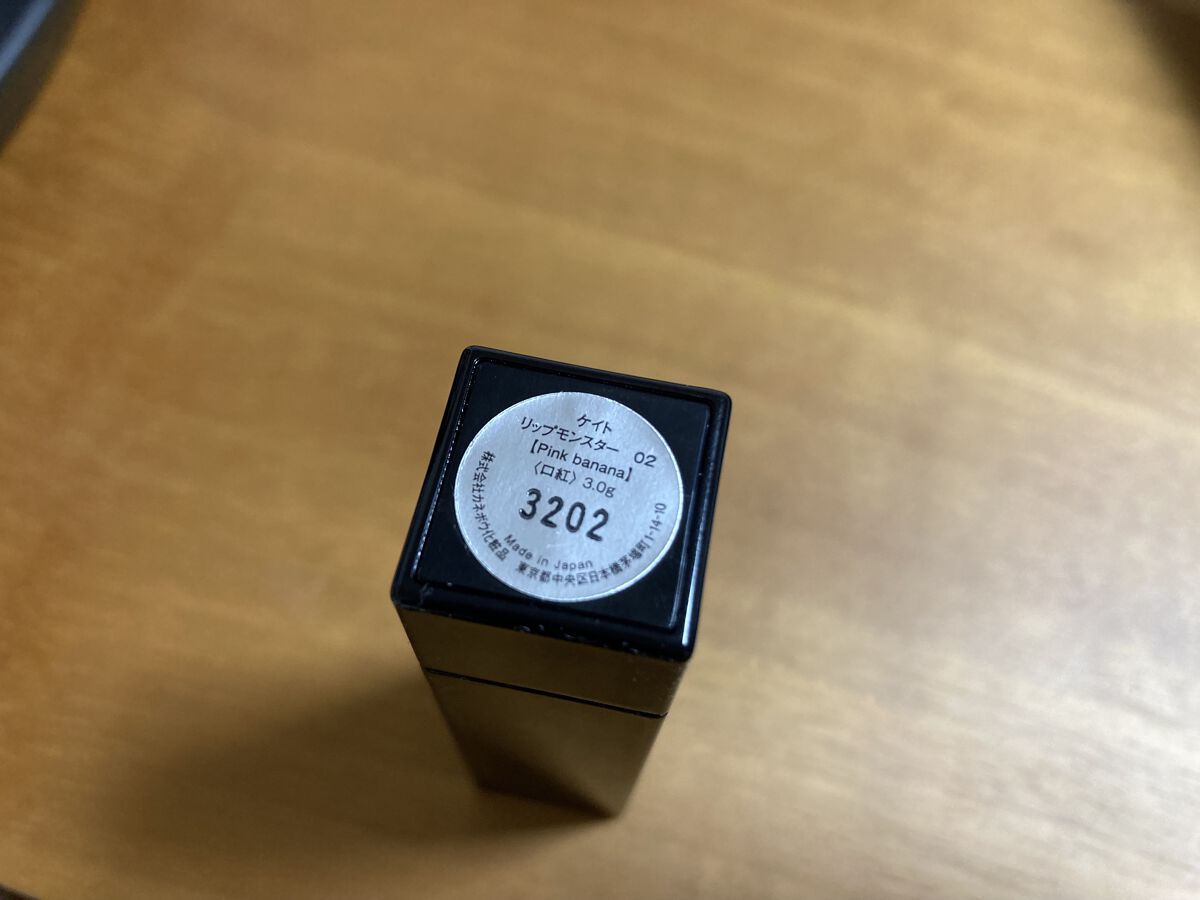 ケイト
リップモンスター 02
【Pink banana】
〈口紅〉3.0g
3202
Made in Japan
株式会社カネボウ化粧品 東京都中央区日本橋茅場町1-14-10